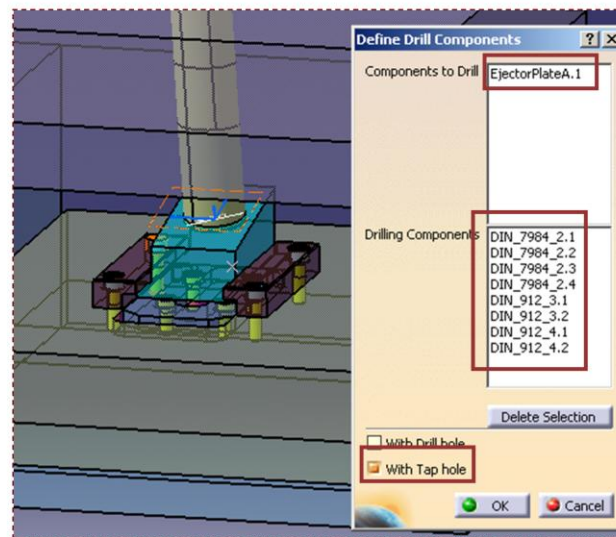 Define Drill Components
Components to Drill
EjectorPlateA.1
Drilling Components
DIN_7984_2.1
DIN_7984_2.2
DIN_7984_2.3
DIN_7984_2.4
DIN_912_3.1
DIN_912_3.2
DIN_912_4.1
DIN_912_4.2
Delete Selection
With Drill hole
With Tap hole
OK Cancel